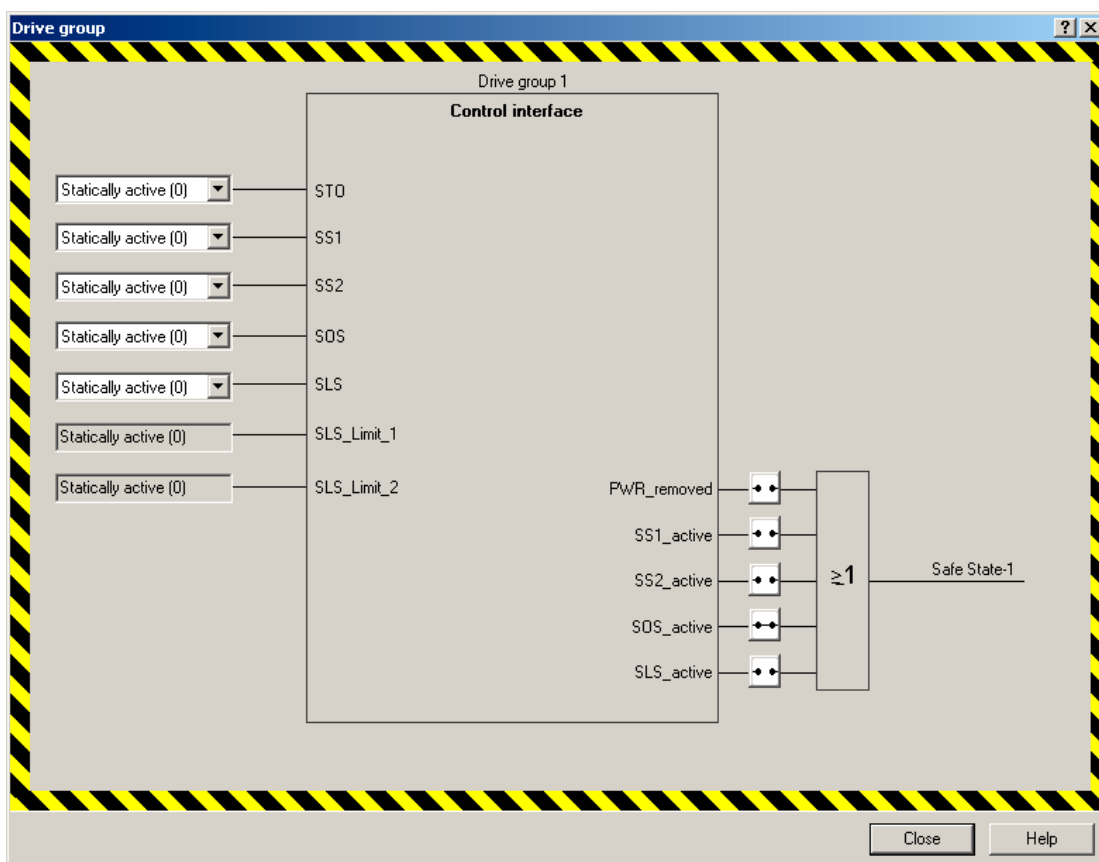 Drive group
Drive group 1
Control interface
Statically active (0) STO
Statically active (0) SS1
Statically active (0) SS2
Statically active (0) SOS
Statically active (0) SLS
Statically active (0) SLS_Limit_1
Statically active (0) SLS_Limit_2
PWR_removed
SS1_active
SS2_active ≥1 Safe State-1
SOS_active
SLS_active
Close Help